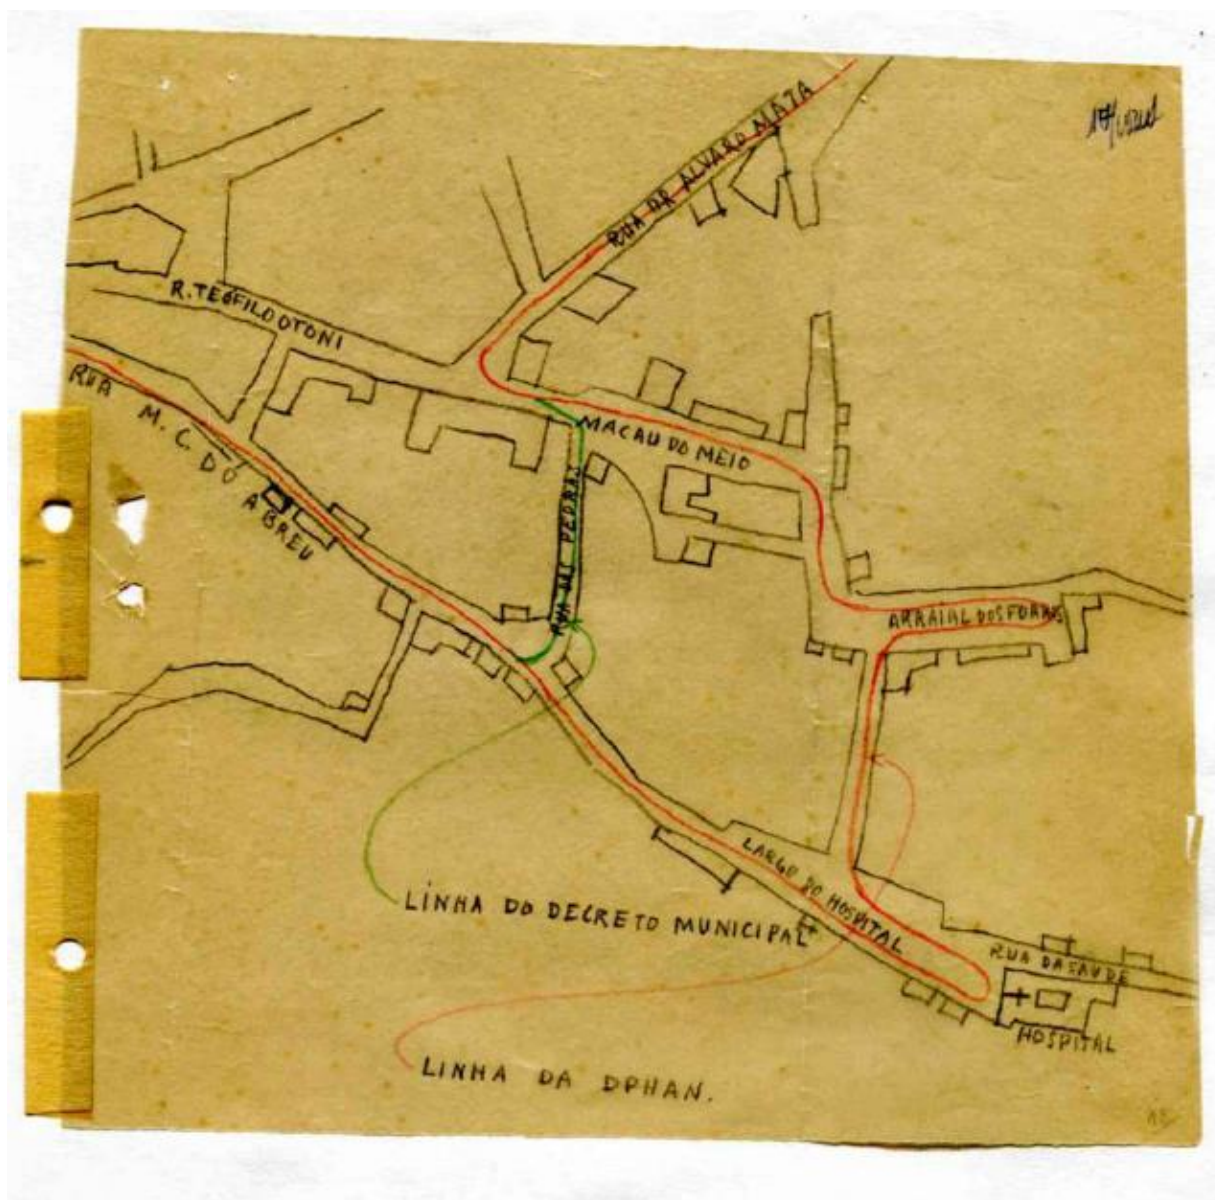 RUA DR ALVARO MATA
R. TEOFILO OTONI
RUA M. C. DO ABREU
MACAU DO MEIO
RUA DAS PEDRAS
ARRAIAL DOS FORROS
LARGO DO HOSPITAL
LINHA DO DECRETO MUNICIPAL
RUA DA SAUDE
HOSPITAL
LINHA DA DPHAN.